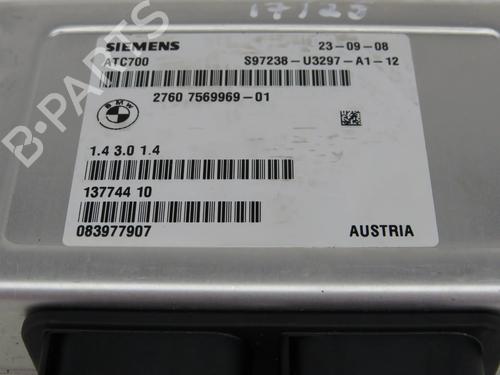 17125
SIEMENS 23-09-08
ATC700 S97238-U3297-A1-12
BMW
2760 7569969-01
1.4 3.0 1.4
137744 10
083977907 AUSTRIA
B-PARTS